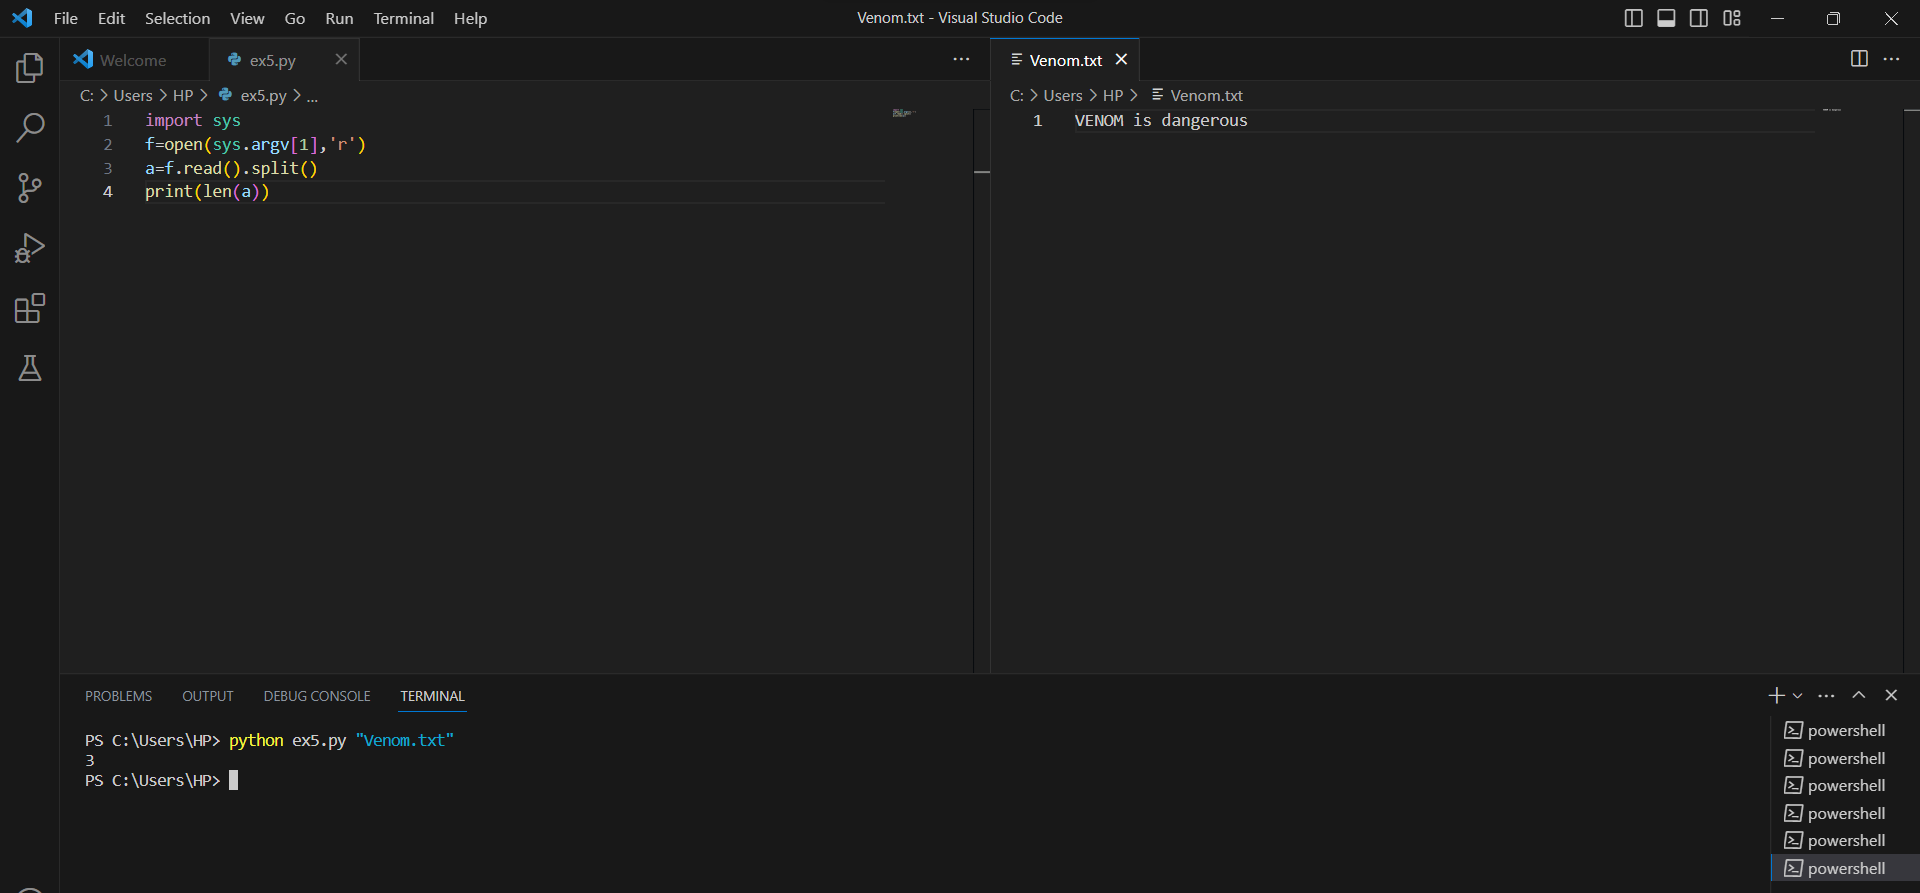 File Edit Selection View Go Run Terminal Help
Venom.txt - Visual Studio Code
Welcome
ex5.py
C: > Users > HP > ex5.py > ...
1 import sys
2 f=open(sys.argv[1],'r')
3 a=f.read().split()
4 print(len(a))
Venom.txt
C: > Users > HP > Venom.txt
1 VENOM is dangerous
PROBLEMS OUTPUT DEBUG CONSOLE TERMINAL
PS C:\Users\HP> python ex5.py "Venom.txt"
3
PS C:\Users\HP>
powershell
powershell
powershell
powershell
powershell
powershell